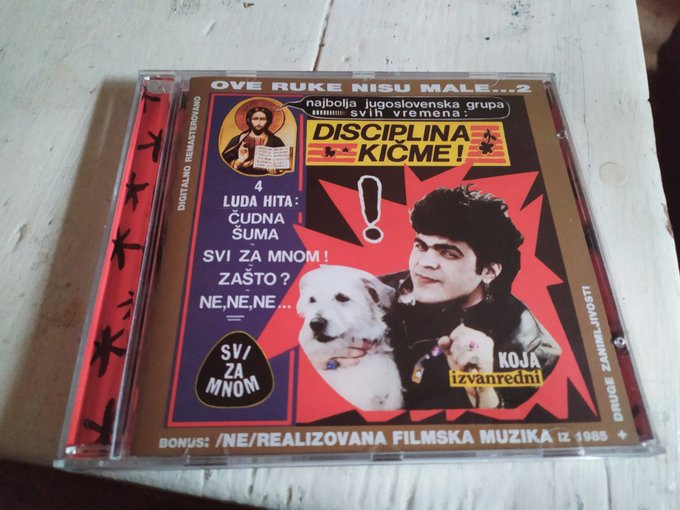 OVE RUKE NISU MALE...2
DIGITALNO REMASTEROVANO
najbolja jugoslovenska grupa
svih vremena:
DISCIPLINA
KIČME!
4
LUDA HITA:
ČUDNA
ŠUMA
-
SVI ZA MNOM!
-
ZAŠTO?
-
NE,NE,NE...
!
SVI
ZA
MNOM
KOJA
izvanredni
DRUGE ZANIMLJIVOSTI
BONUS: /NE/REALIZOVANA FILMSKA MUZIKA IZ 1985 +